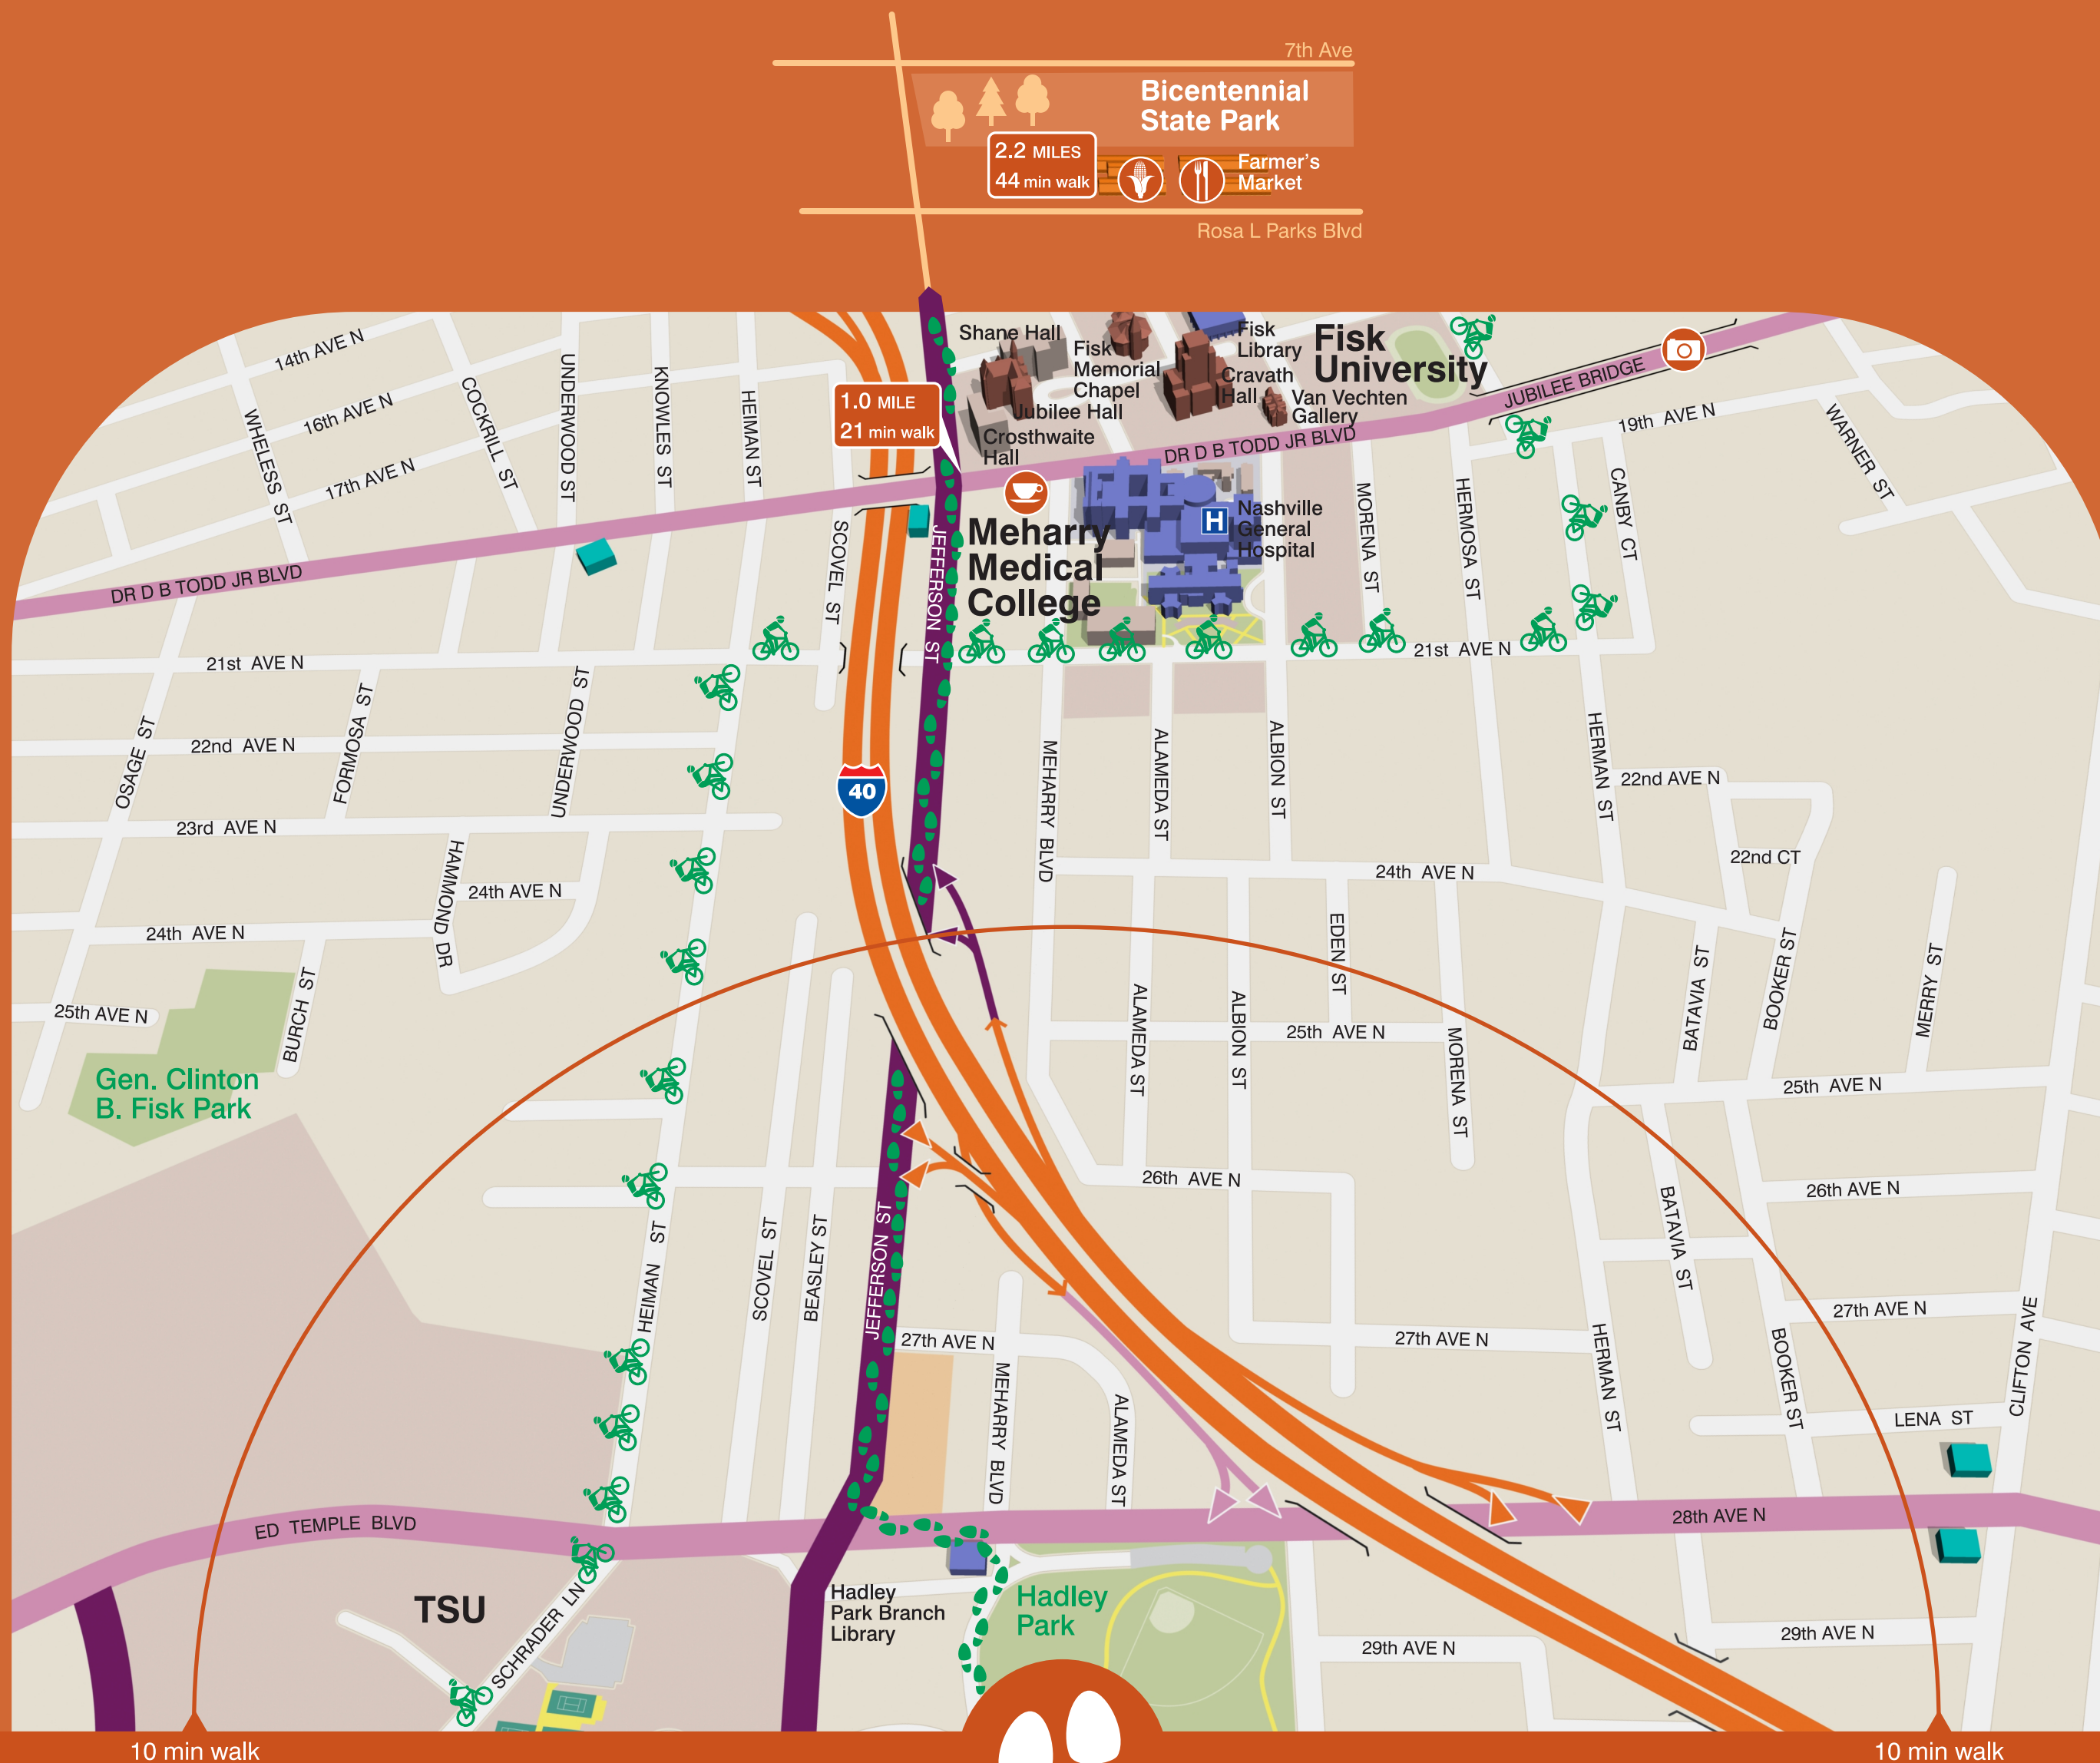 7th Ave
Bicentennial
State Park
2.2 MILES
44 min walk
Farmer's
Market
Rosa L Parks Blvd
14th AVE N
16th AVE N
17th AVE N
WHELESS ST
COCKRILL ST
UNDERWOOD ST
KNOWLES ST
HEIMAN ST
1.0 MILE
21 min walk
Shane Hall
Fisk
Memorial
Chapel
Jubilee Hall
Crosthwaite
Hall
Fisk
Library
Cravath
Hall
Fisk
University
Van Vechten
Gallery
JUBILEE BRIDGE
19th AVE N
WARNER ST
DR D B TODD JR BLVD
DR D B TODD JR BLVD
SCOVEL ST
JEFFERSON ST
Meharry
Medical
College
H
Nashville
General
Hospital
MORENA ST
HERMOSA ST
CANBY CT
21st AVE N
21st AVE N
OSAGE ST
22nd AVE N
FORMOSA ST
UNDERWOOD ST
23rd AVE N
40
MEHARRY BLVD
ALAMEDA ST
ALBION ST
HERMAN ST
22nd AVE N
22nd CT
24th AVE N
HAMMOND DR
24th AVE N
24th AVE N
EDEN ST
BATAVIA ST
BOOKER ST
MERRY ST
25th AVE N
BURCH ST
Gen. Clinton
B. Fisk Park
ALAMEDA ST
ALBION ST
25th AVE N
MORENA ST
25th AVE N
26th AVE N
26th AVE N
BATAVIA ST
HEIMAN ST
SCOVEL ST
BEASLEY ST
JEFFERSON ST
27th AVE N
MEHARRY BLVD
ALAMEDA ST
27th AVE N
HERMAN ST
27th AVE N
BOOKER ST
CLIFTON AVE
LENA ST
ED TEMPLE BLVD
28th AVE N
TSU
SCHRADER LN
Hadley
Park Branch
Library
Hadley
Park
29th AVE N
29th AVE N
10 min walk
10 min walk